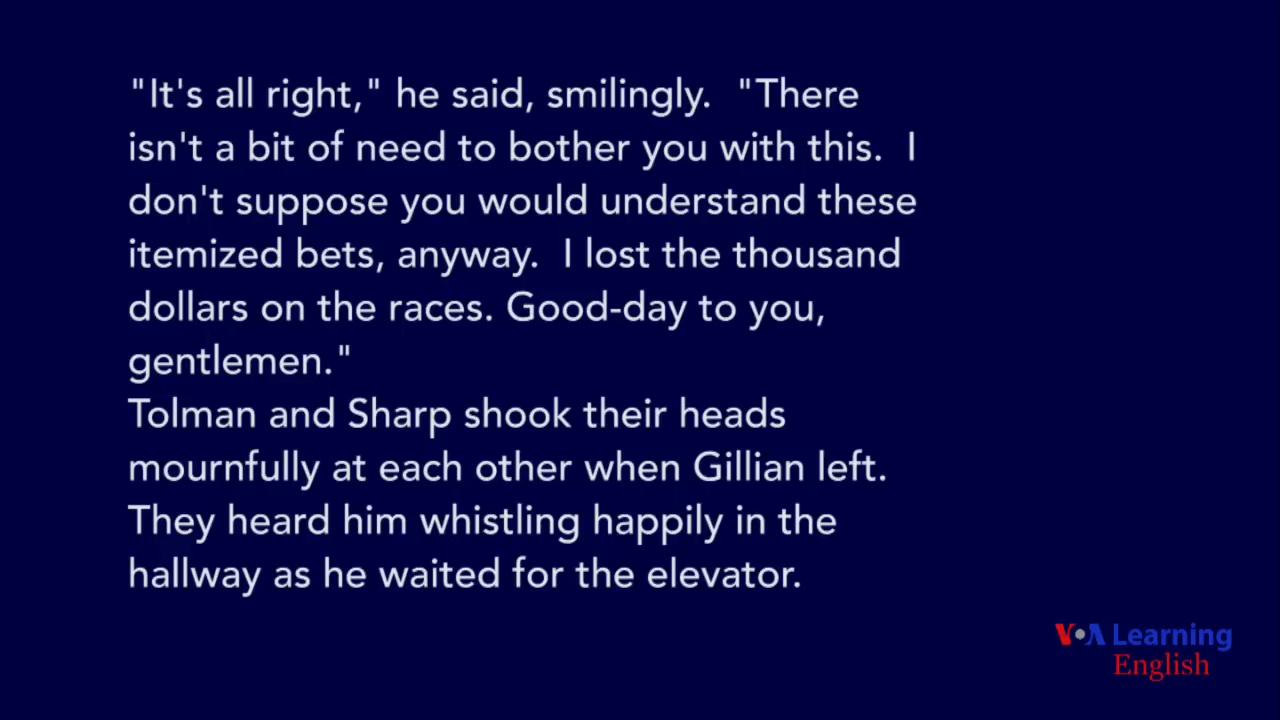 "It's all right," he said, smilingly.  "There
isn't a bit of need to bother you with this.  I
don't suppose you would understand these
itemized bets, anyway.  I lost the thousand
dollars on the races. Good-day to you,
gentlemen."
Tolman and Sharp shook their heads
mournfully at each other when Gillian left.
They heard him whistling happily in the
hallway as he waited for the elevator.
VOA Learning
English